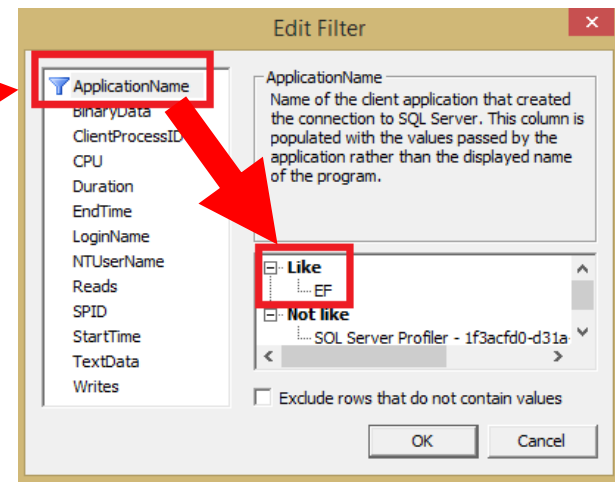 Edit Filter
ApplicationName
BinaryData
ClientProcessID
CPU
Duration
EndTime
LoginName
NTUserName
Reads
SPID
StartTime
TextData
Writes
ApplicationName
Name of the client application that created
the connection to SQL Server. This column is
populated with the values passed by the
application rather than the displayed name
of the program.
Like
EF
Not like
SQL Server Profiler - 1f3acfd0-d31a-
Exclude rows that do not contain values
OK
Cancel